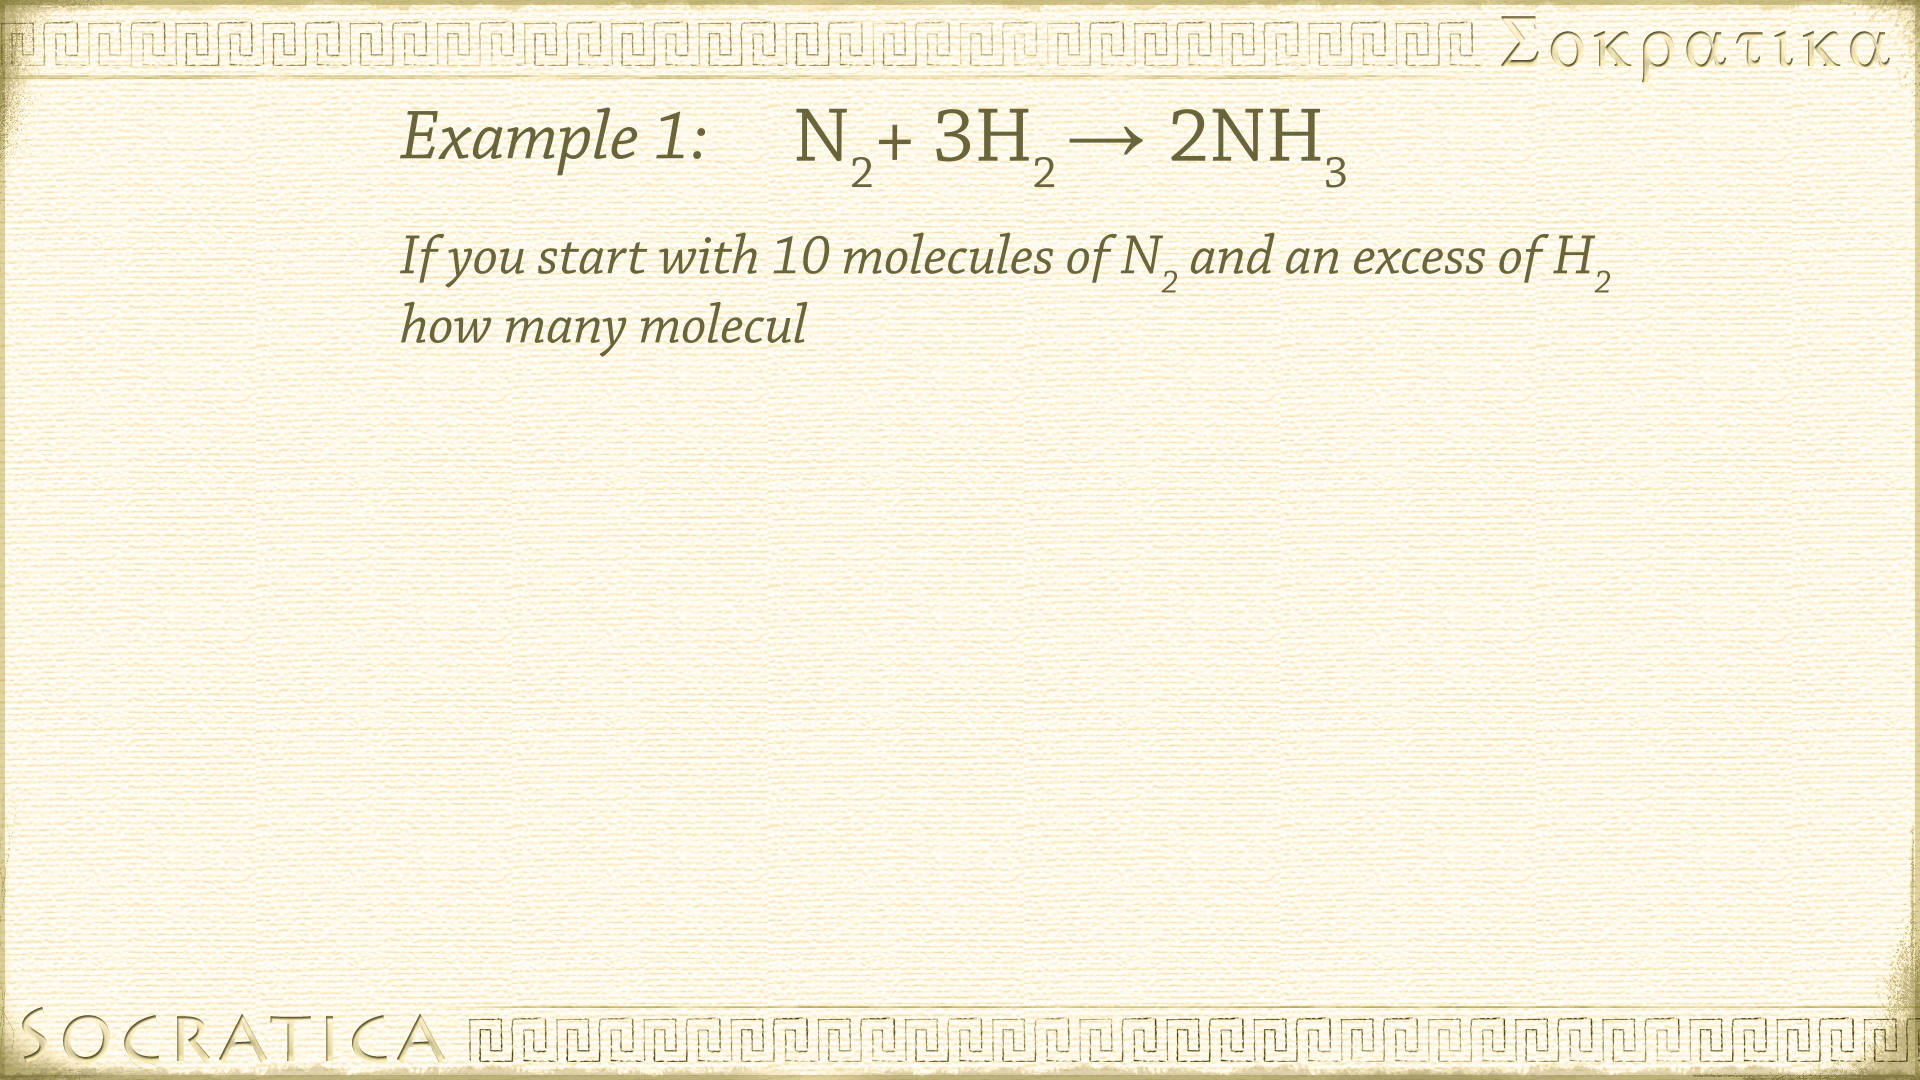 Σοκρατικα
Example 1: N₂+ 3H₂ → 2NH₃
If you start with 10 molecules of N₂ and an excess of H₂
how many molecul
SOCRATICA